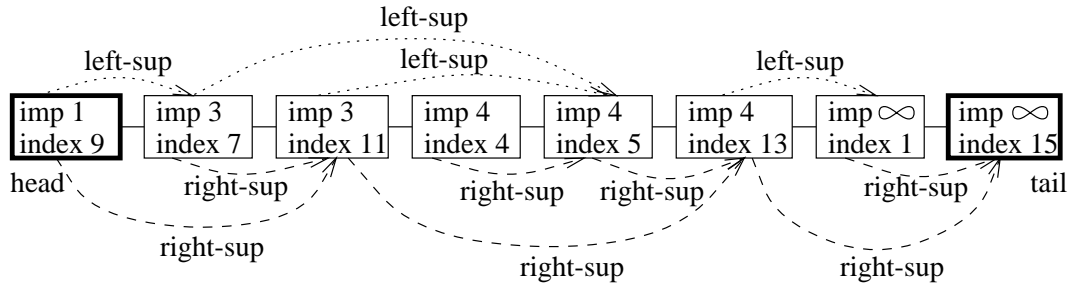 left-sup
left-sup left-sup left-sup
imp 1 imp 3 imp 3 imp 4 imp 4 imp 4 imp ∞ imp ∞
index 9 index 7 index 11 index 4 index 5 index 13 index 1 index 15
head right-sup right-sup right-sup right-sup tail
right-sup right-sup right-sup